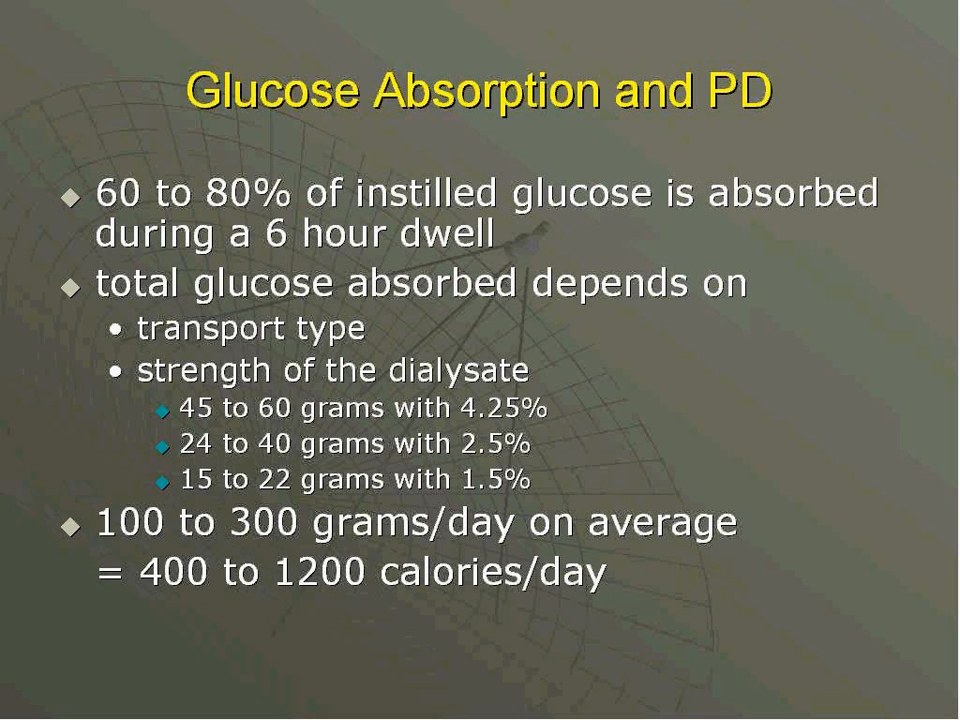 Glucose Absorption and PD
60 to 80% of instilled glucose is absorbed
during a 6 hour dwell
total glucose absorbed depends on
transport type
strength of the dialysate
45 to 60 grams with 4.25%
24 to 40 grams with 2.5%
15 to 22 grams with 1.5%
100 to 300 grams/day on average
= 400 to 1200 calories/day